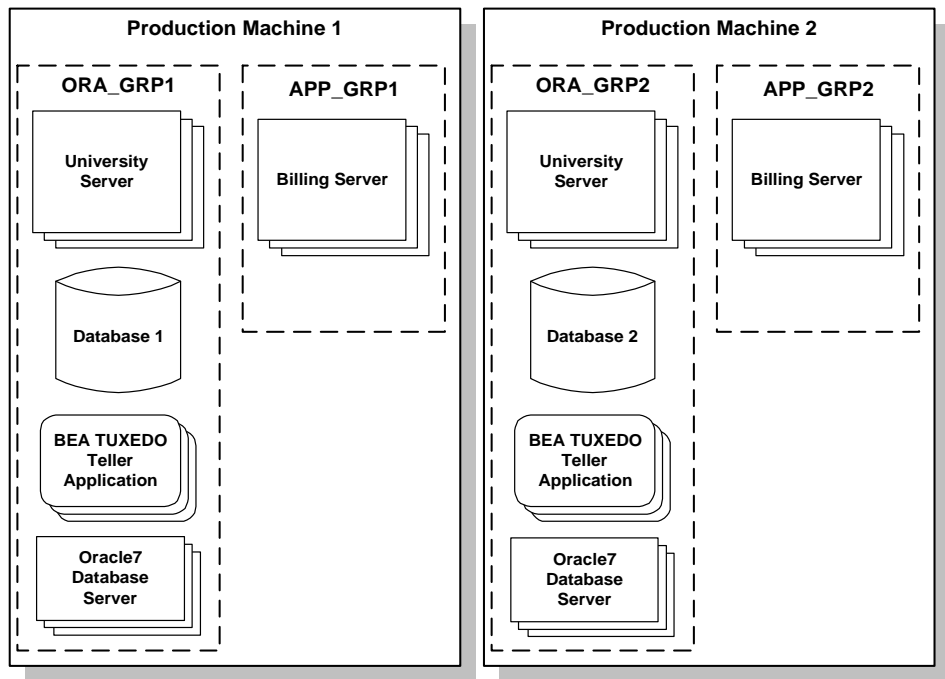 Production Machine 1
ORA_GRP1
University
Server
Database 1
BEA TUXEDO
Teller
Application
Oracle7
Database
Server
APP_GRP1
Billing Server
Production Machine 2
ORA_GRP2
University
Server
Database 2
BEA TUXEDO
Teller
Application
Oracle7
Database
Server
APP_GRP2
Billing Server